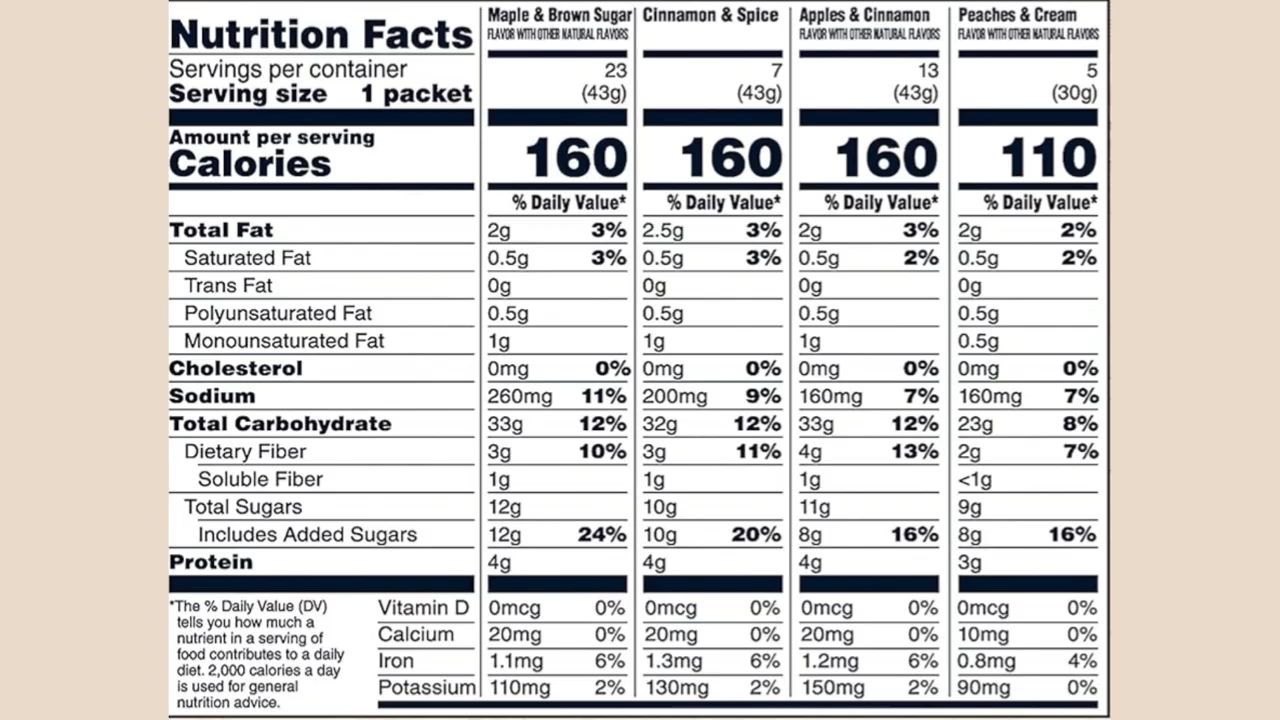 Nutrition Facts Maple & Brown Sugar Cinnamon & Spice Apples & Cinnamon Peaches & Cream
FLAVOR WITH OTHER NATURAL FLAVORS FLAVOR WITH OTHER NATURAL FLAVORS FLAVOR WITH OTHER NATURAL FLAVORS
Servings per container 23 7 13 5
Serving size 1 packet (43g) (43g) (43g) (30g)
Amount per serving
Calories 160 160 160 110
% Daily Value* % Daily Value* % Daily Value* % Daily Value*
Total Fat 2g 3% 2.5g 3% 2g 3% 2g 2%
Saturated Fat 0.5g 3% 0.5g 3% 0.5g 2% 0.5g 2%
Trans Fat 0g 0g 0g 0g
Polyunsaturated Fat 0.5g 0.5g 0.5g 0.5g
Monounsaturated Fat 1g 1g 1g 0.5g
Cholesterol 0mg 0% 0mg 0% 0mg 0% 0mg 0%
Sodium 260mg 11% 200mg 9% 160mg 7% 160mg 7%
Total Carbohydrate 33g 12% 32g 12% 33g 12% 23g 8%
Dietary Fiber 3g 10% 3g 11% 4g 13% 2g 7%
Soluble Fiber 1g 1g 1g <1g
Total Sugars 12g 10g 11g 9g
Includes Added Sugars 12g 24% 10g 20% 8g 16% 8g 16%
Protein 4g 4g 4g 3g
*The % Daily Value (DV)
tells you how much a
nutrient in a serving of
food contributes to a daily
diet. 2,000 calories a day
is used for general
nutrition advice.
Vitamin D 0mcg 0% 0mcg 0% 0mcg 0% 0mcg 0%
Calcium 20mg 0% 20mg 0% 20mg 0% 10mg 0%
Iron 1.1mg 6% 1.3mg 6% 1.2mg 6% 0.8mg 4%
Potassium 110mg 2% 130mg 2% 150mg 2% 90mg 0%